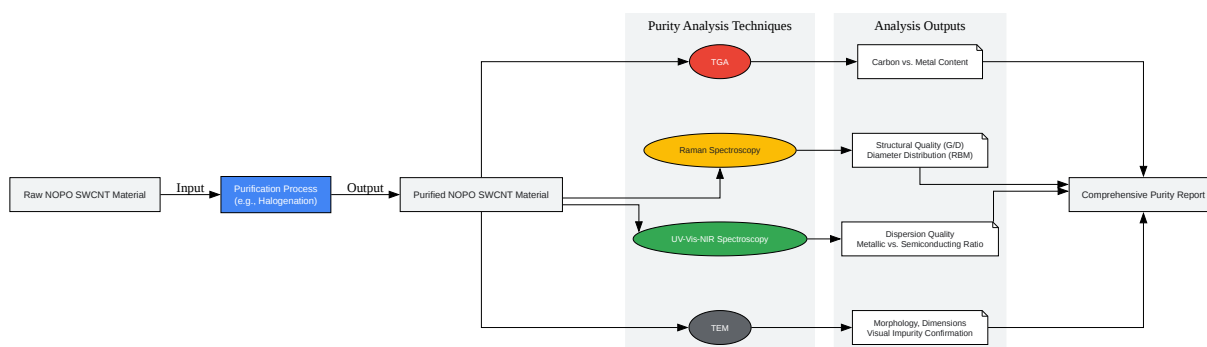 Purity Analysis Techniques
Analysis Outputs
TGA
Carbon vs. Metal Content
Raman Spectroscopy
Structural Quality (G/D)
Diameter Distribution (RBM)
Raw NOPO SWCNT Material
Input
Purification Process
(e.g., Halogenation)
Output
Purified NOPO SWCNT Material
Comprehensive Purity Report
UV-Vis-NIR Spectroscopy
Dispersion Quality
Metallic vs. Semiconducting Ratio
TEM
Morphology, Dimensions
Visual Impurity Confirmation